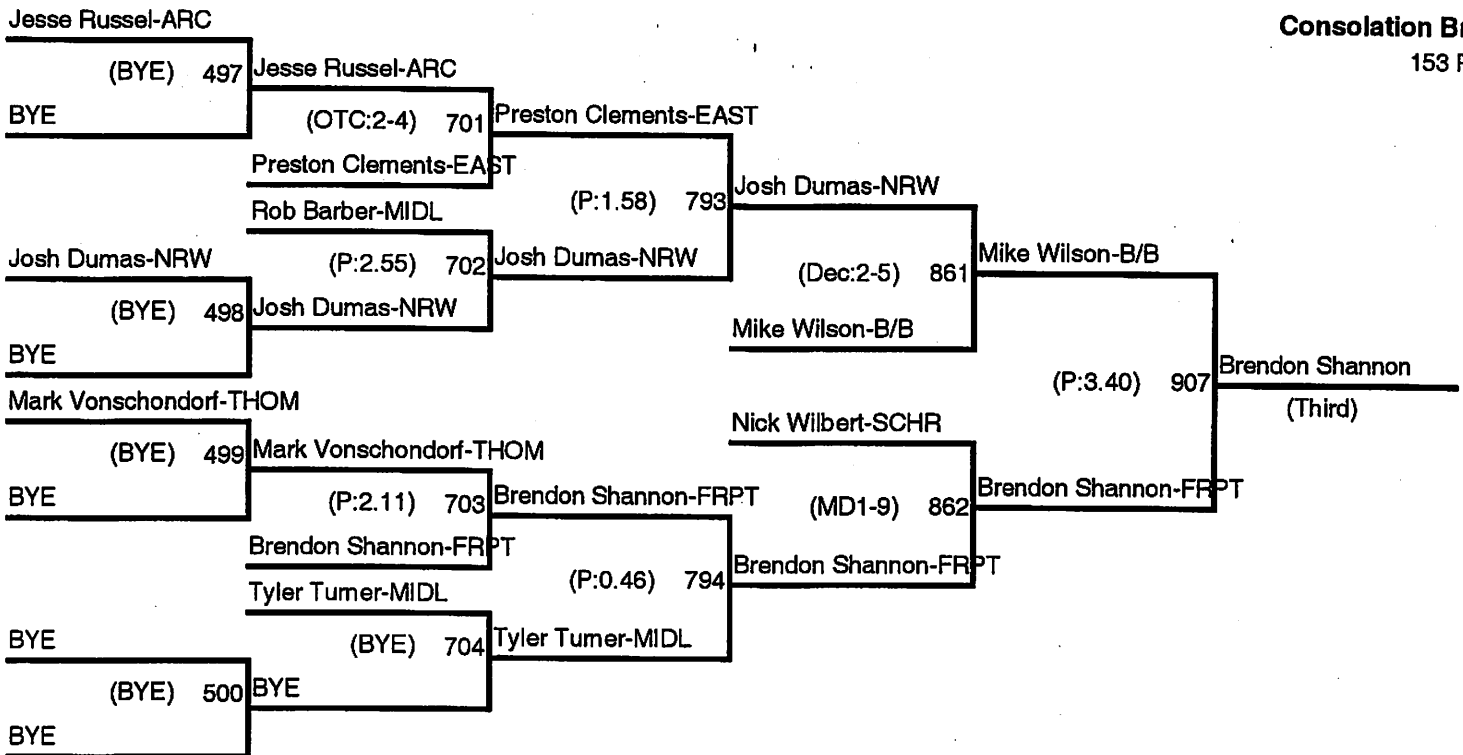 Jesse Russel-ARC
Consolation
153
(BYE) 497
Jesse Russel-ARC
BYE
(OTC:2-4) 701
Preston Clements-EAST
Preston Clements-EAST
Rob Barber-MIDL
(P:1.58) 793
Josh Dumas-NRW
Josh Dumas-NRW
(P:2.55) 702
Josh Dumas-NRW
(BYE) 498
Josh Dumas-NRW
BYE
(Dec:2-5) 861
Mike Wilson-B/B
Mike Wilson-B/B
Mark Vonschondorf-THOM
(BYE) 499
Mark Vonschondorf-THOM
BYE
(P:2.11) 703
Brendon Shannon-FRPT
Brendon Shannon-FRPT
Nick Wilbert-SCHR
(P:3.40) 907
Brendon Shannon
(Third)
(MD1-9) 862
Brendon Shannon-FRPT
(P:0.46) 794
Brendon Shannon-FRPT
Tyler Turner-MIDL
(BYE) 704
Tyler Turner-MIDL
BYE
(BYE) 500
BYE
BYE